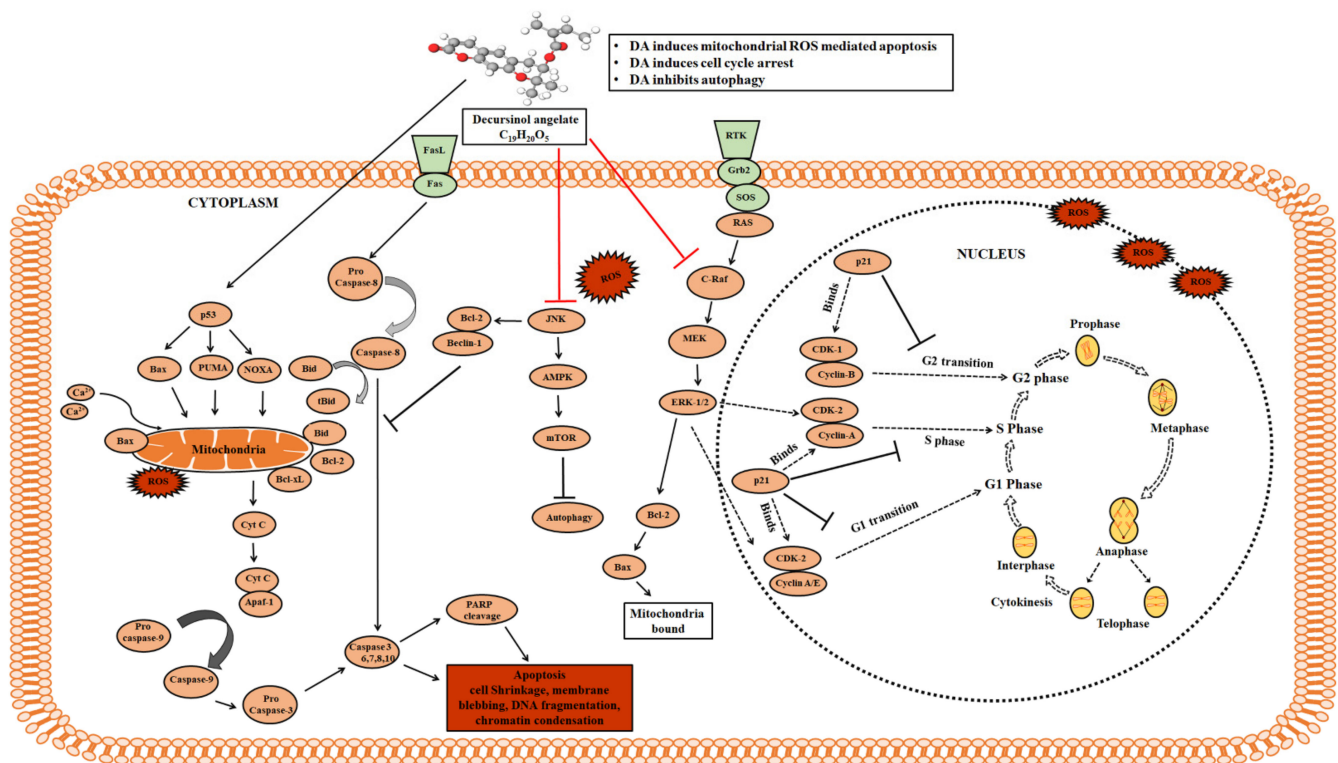 • DA induces mitochondrial ROS mediated apoptosis
• DA induces cell cycle arrest
• DA inhibits autophagy
Decursinol angelate
C₁₉H₂₀O₅
FasL
Fas
RTK
Grb2
SOS
RAS
CYTOPLASM
NUCLEUS
ROS
ROS
ROS
ROS
Pro
Caspase-8
C-Raf
p21
Binds
p53
Bcl-2
Beclin-1
JNK
MEK
CDK-1
Cyclin-B
G2 transition
Prophase
G2 phase
Bax
PUMA
NOXA
Bid
Caspase-8
tBid
AMPK
ERK-1/2
CDK-2
Cyclin-A
S phase
S Phase
Metaphase
Ca²⁺
Ca²⁺
Bax
Mitochondria
Bid
Bcl-2
Bcl-xL
ROS
mTOR
Binds
p21
Binds
G1 Phase
G1 transition
Cyt C
Autophagy
Bcl-2
Bax
CDK-2
Cyclin A/E
Interphase
Anaphase
Cytokinesis
Telophase
Cyt C
Apaf-1
Mitochondria
bound
PARP
cleavage
Pro
caspase-9
Caspase 3
6,7,8,10
Caspase-9
Pro
Caspase-3
Apoptosis
cell Shrinkage, membrane
blebbing, DNA fragmentation,
chromatin condensation